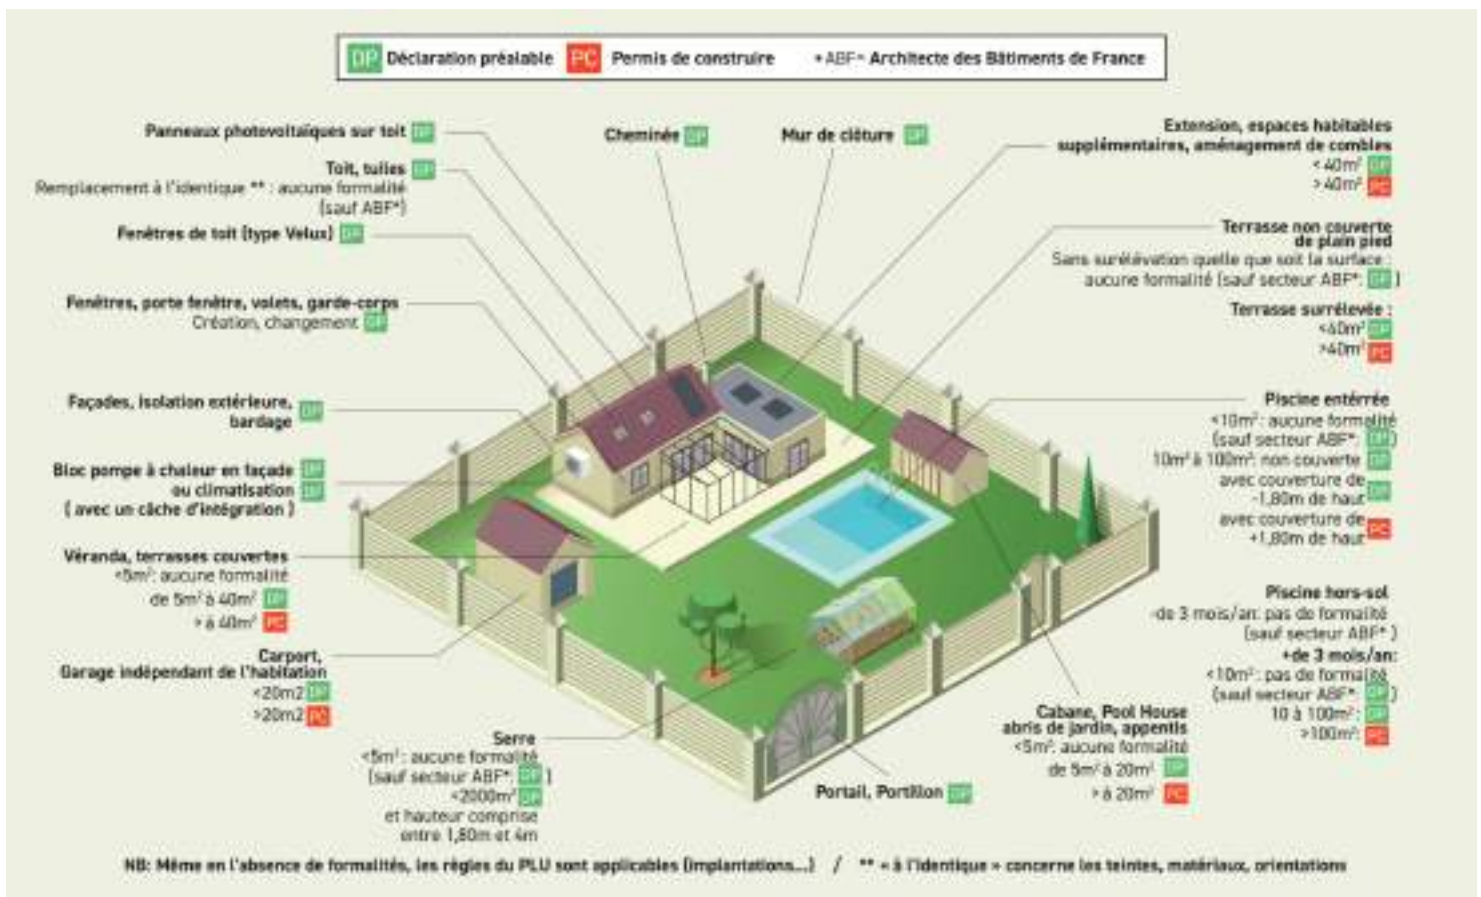 DP Déclaration préalable PC Permis de construire *ABF= Architecte des Bâtiments de France
Panneaux photovoltaïques sur toit DP
Toit, tuiles DP
Remplacement à l'identique ** : aucune formalité
(sauf ABF*)
Fenêtres de toit (type Velux) DP
Fenêtres, porte fenêtre, volets, garde-corps
Création, changement DP
Façades, isolation extérieure,
bardage DP
Bloc pompe à chaleur en façade DP
ou climatisation DP
( avec un câche d'intégration )
Véranda, terrasses couvertes
<5m²: aucune formalité
de 5m² à 40m² DP
> à 40m² PC
Carport,
Garage indépendant de l'habitation
<20m2 DP
>20m2 PC
Serre
<5m²: aucune formalité
(sauf secteur ABF*: DP )
<2000m² DP
et hauteur comprise
entre 1,80m et 4m
Cheminée DP
Mur de clôture DP
Portail, Portillon DP
Cabane, Pool House
abris de jardin, appentis
<5m²: aucune formalité
de 5m² à 20m² DP
> à 20m² PC
Extension, espaces habitables
supplémentaires, aménagement de combles
< 40m² DP
> 40m² PC
Terrasse non couverte
de plain pied
Sans surélévation quelle que soit la surface :
aucune formalité (sauf secteur ABF*: DP )
Terrasse surrélevée :
<40m² DP
>40m² PC
Piscine entérrée
<10m²: aucune formalité
(sauf secteur ABF*: DP)
10m² à 100m²: non couverte DP
avec couverture de
-1,80m de haut DP
avec couverture de
+1,80m de haut PC
Piscine hors-sol
-de 3 mois/an: pas de formalité
(sauf secteur ABF* )
+de 3 mois/an:
<10m²: pas de formalité
(sauf secteur ABF*: DP)
10 à 100m²: DP
>100m²: PC
NB: Même en l'absence de formalités, les règles du PLU sont applicables (implantations...) / ** « à l'identique » concerne les teintes, matériaux, orientations